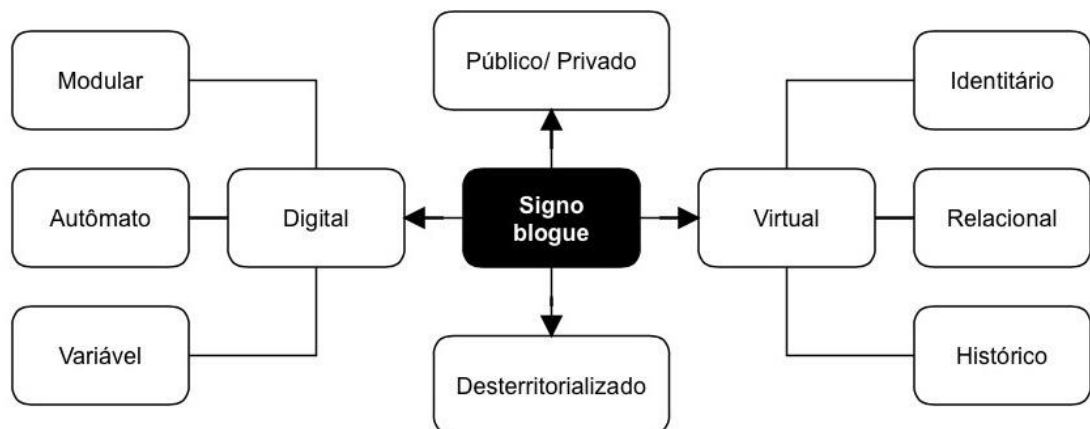 Público/ Privado
Modular
Identitário
Autômato
Digital
Signo
blogue
Virtual
Relacional
Variável
Histórico
Desterritorializado